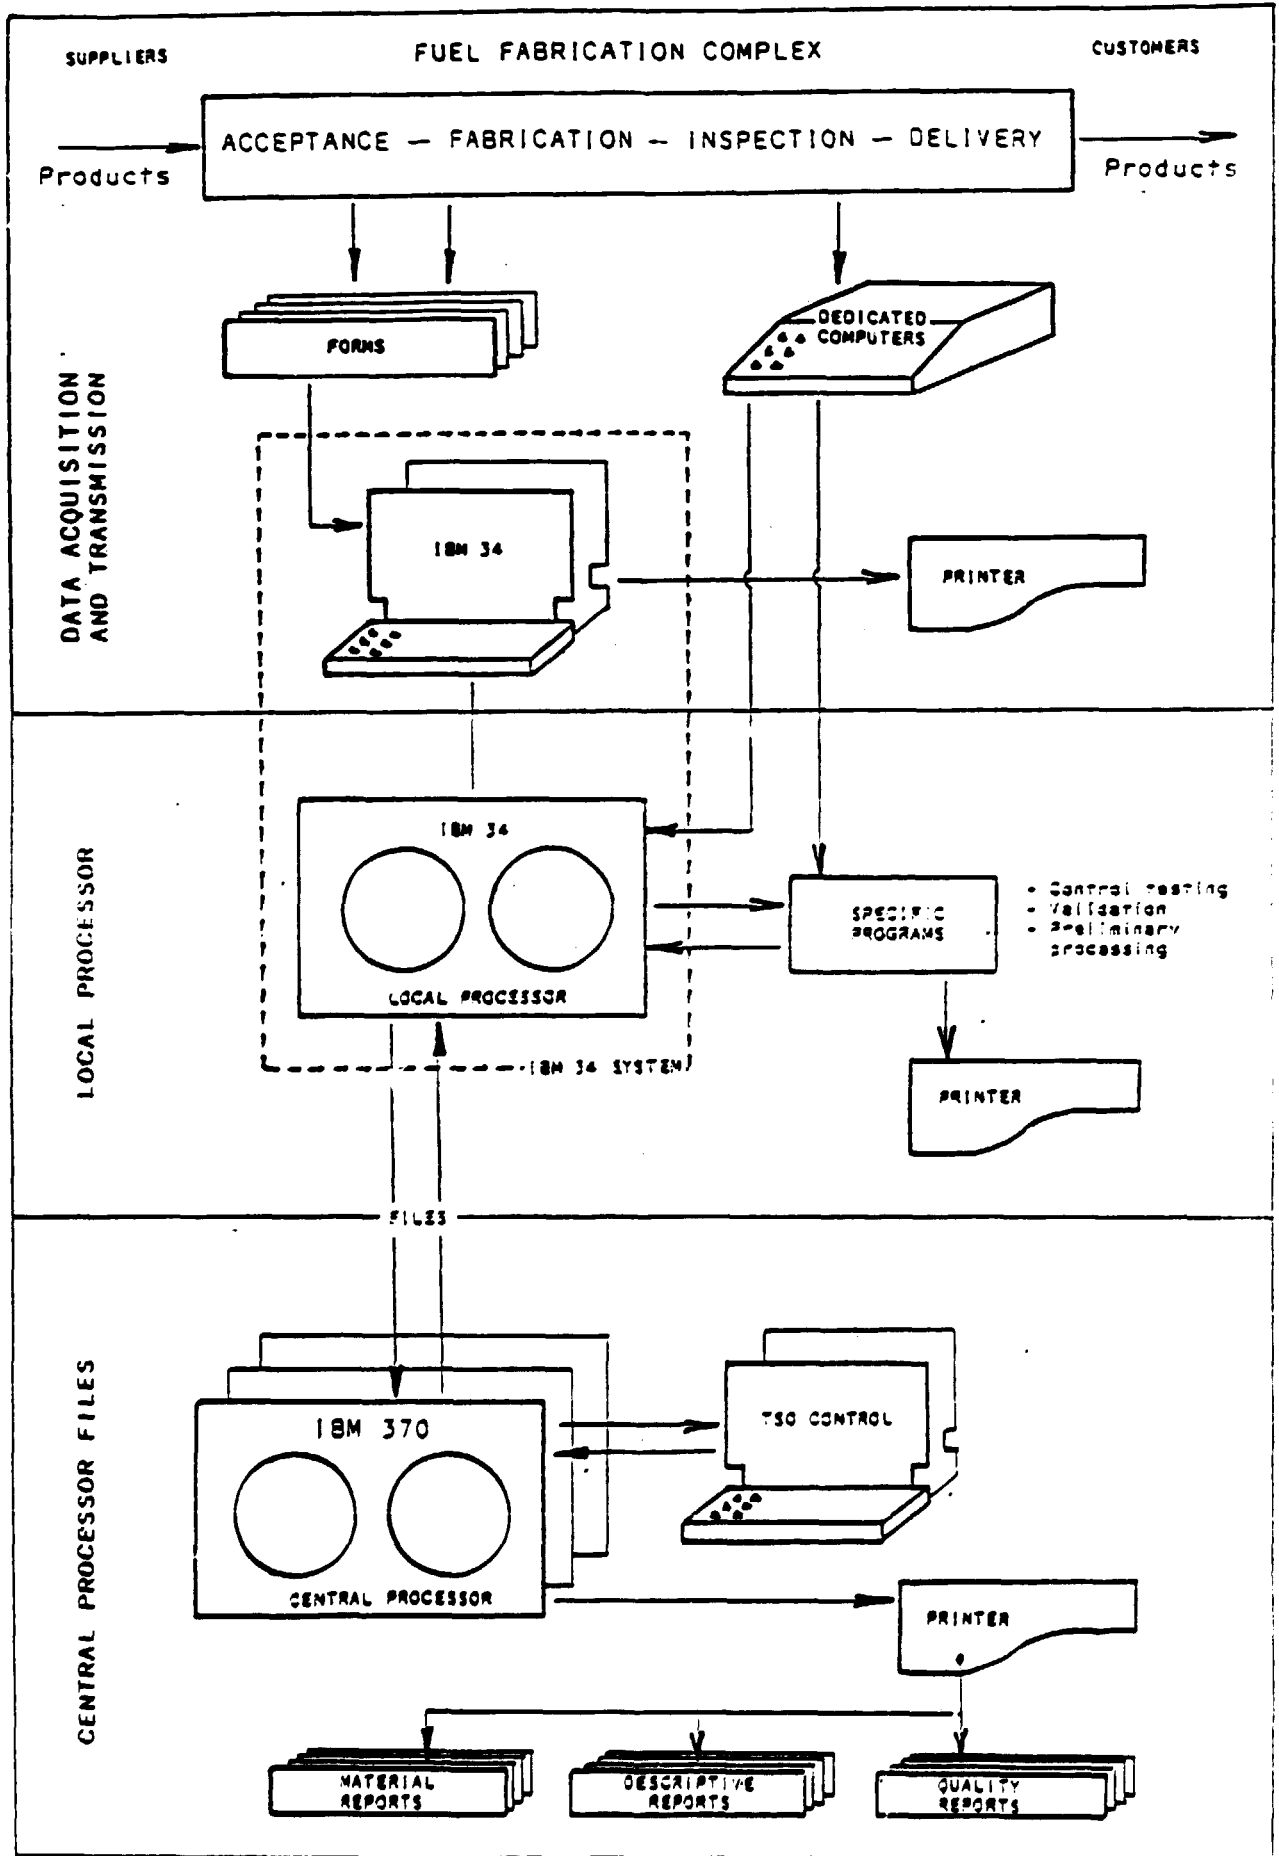 SUPPLIERS
FUEL FABRICATION COMPLEX
CUSTOMERS
ACCEPTANCE — FABRICATION — INSPECTION — DELIVERY
Products
Products
FORMS
DEDICATED
COMPUTERS
DATA ACQUISITION
AND TRANSMISSION
IBM 34
PRINTER
LOCAL PROCESSOR
IBM 34
LOCAL PROCESSOR
SPECIFIC
PROGRAMS
- Control testing
- Validation
- Preliminary
processing
IBM 34 SYSTEM
PRINTER
FILES
CENTRAL PROCESSOR FILES
IBM 370
CENTRAL PROCESSOR
TSO CONTROL
PRINTER
MATERIAL
REPORTS
DESCRIPTIVE
REPORTS
QUALITY
REPORTS